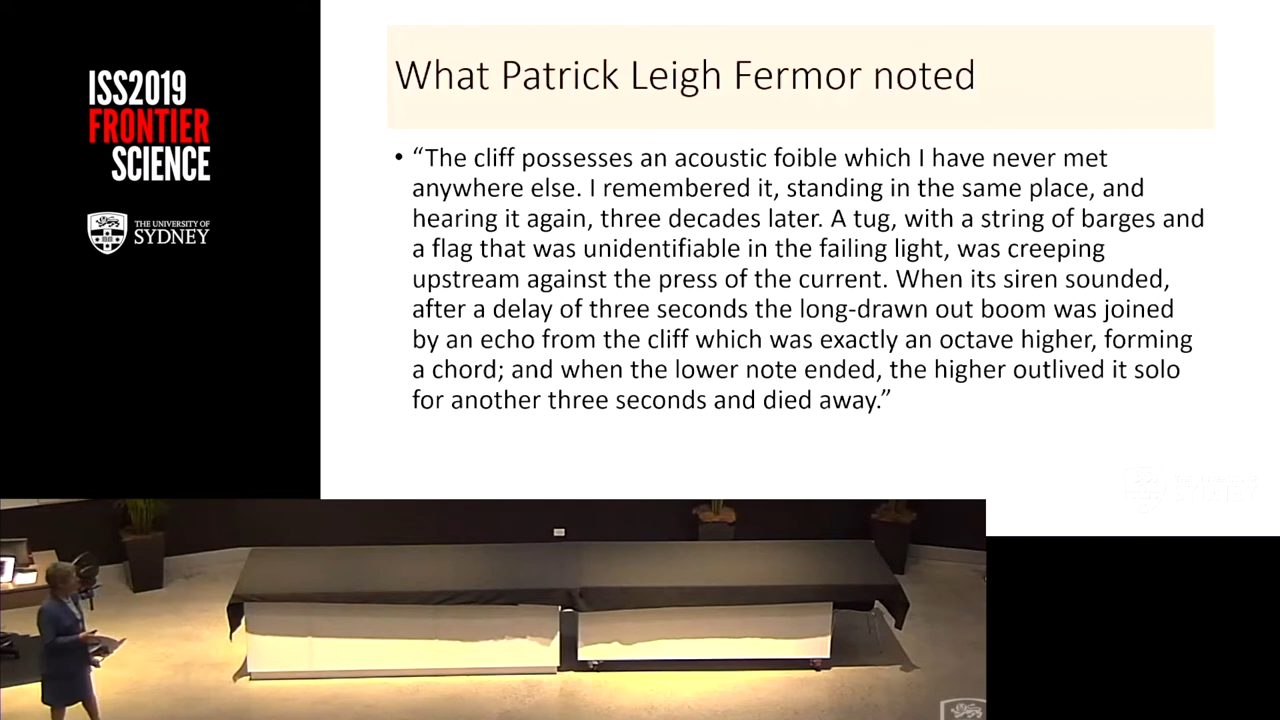 ISS2019
FRONTIER
SCIENCE
THE UNIVERSITY OF
SYDNEY
What Patrick Leigh Fermor noted
• “The cliff possesses an acoustic foible which I have never met
anywhere else. I remembered it, standing in the same place, and
hearing it again, three decades later. A tug, with a string of barges and
a flag that was unidentifiable in the failing light, was creeping
upstream against the press of the current. When its siren sounded,
after a delay of three seconds the long-drawn out boom was joined
by an echo from the cliff which was exactly an octave higher, forming
a chord; and when the lower note ended, the higher outlived it solo
for another three seconds and died away.”
SYDNEY